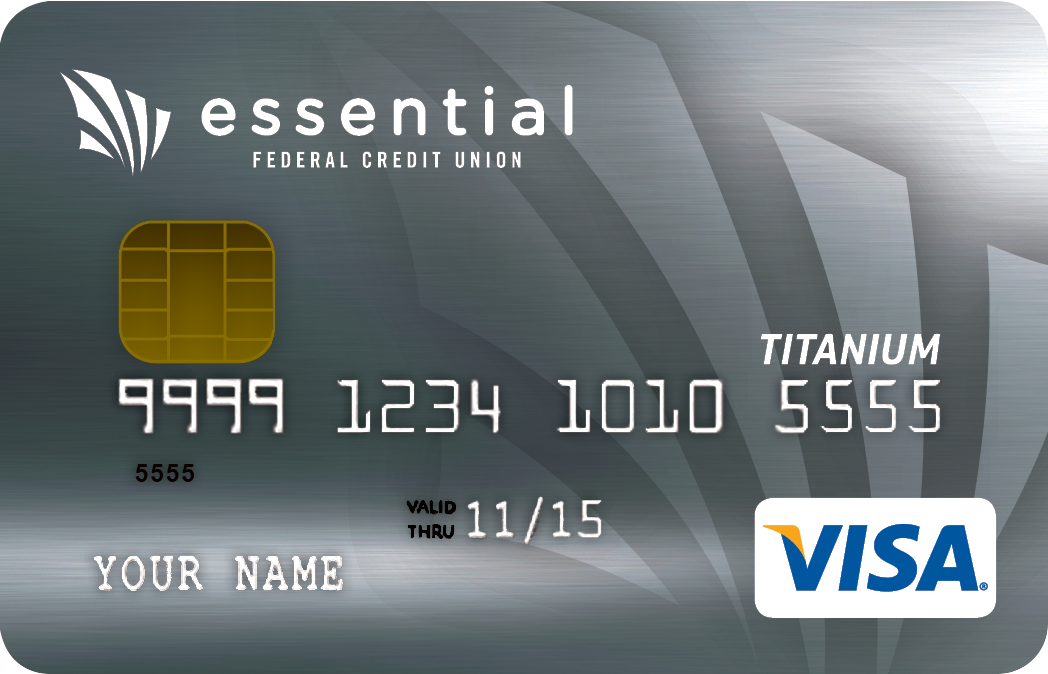 essential
FEDERAL CREDIT UNION
TITANIUM
9999 1234 1010 5555
5555
VALID THRU 11/15
YOUR NAME
VISA®